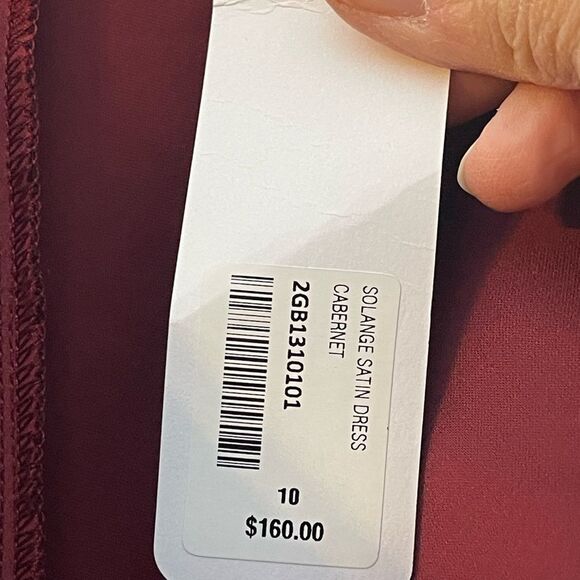 SOLANGE SATIN DRESS
CABERNET
2GB1310101
10
$160.00